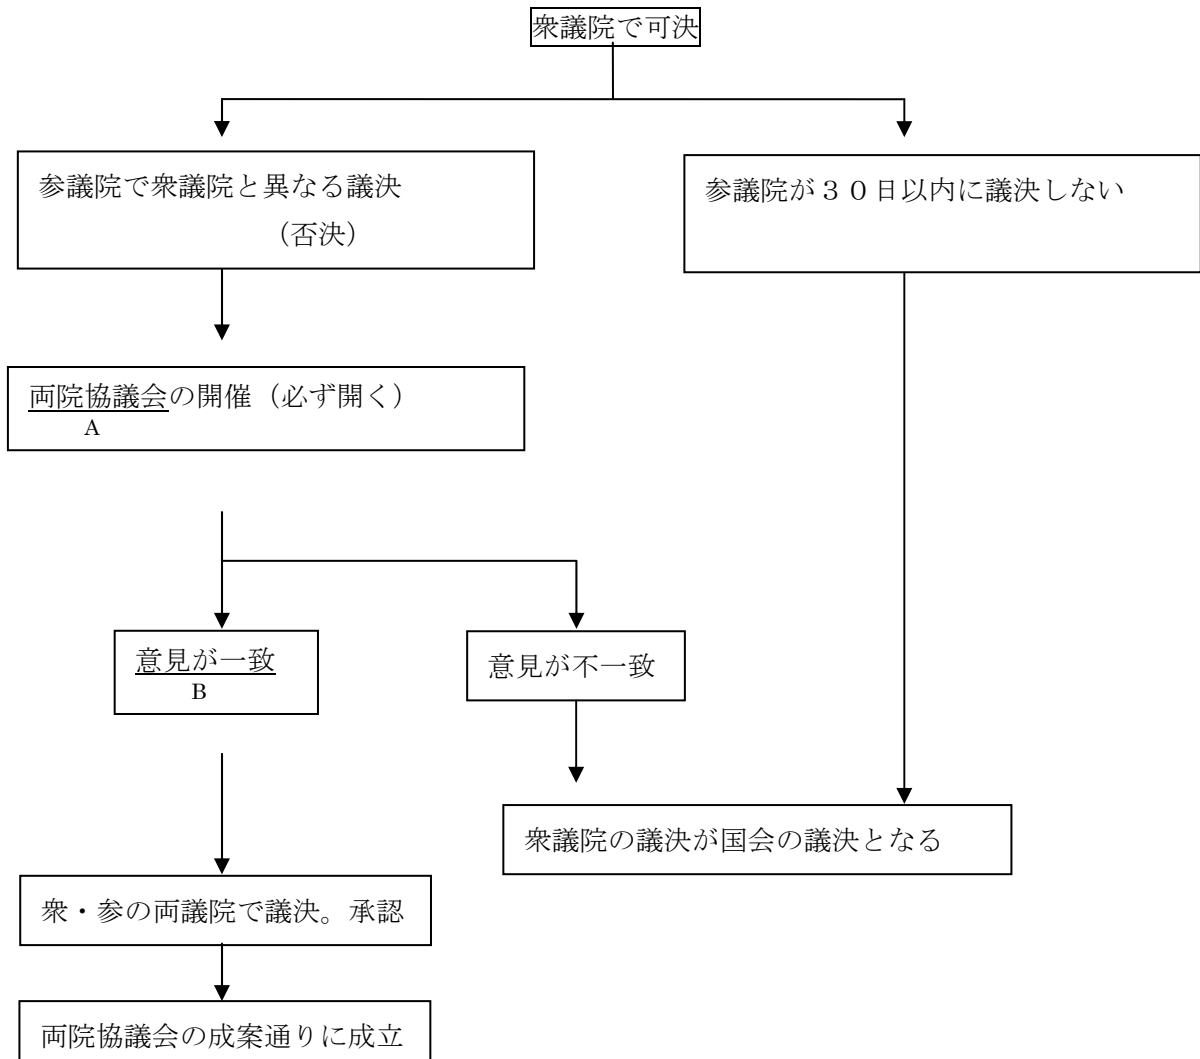 衆議院で可決
参議院で衆議院と異なる議決
（否決）
参議院が３０日以内に議決しない
両院協議会の開催（必ず開く）
A
意見が一致
B
意見が不一致
衆議院の議決が国会の議決となる
衆・参の両議院で議決。承認
両院協議会の成案通りに成立